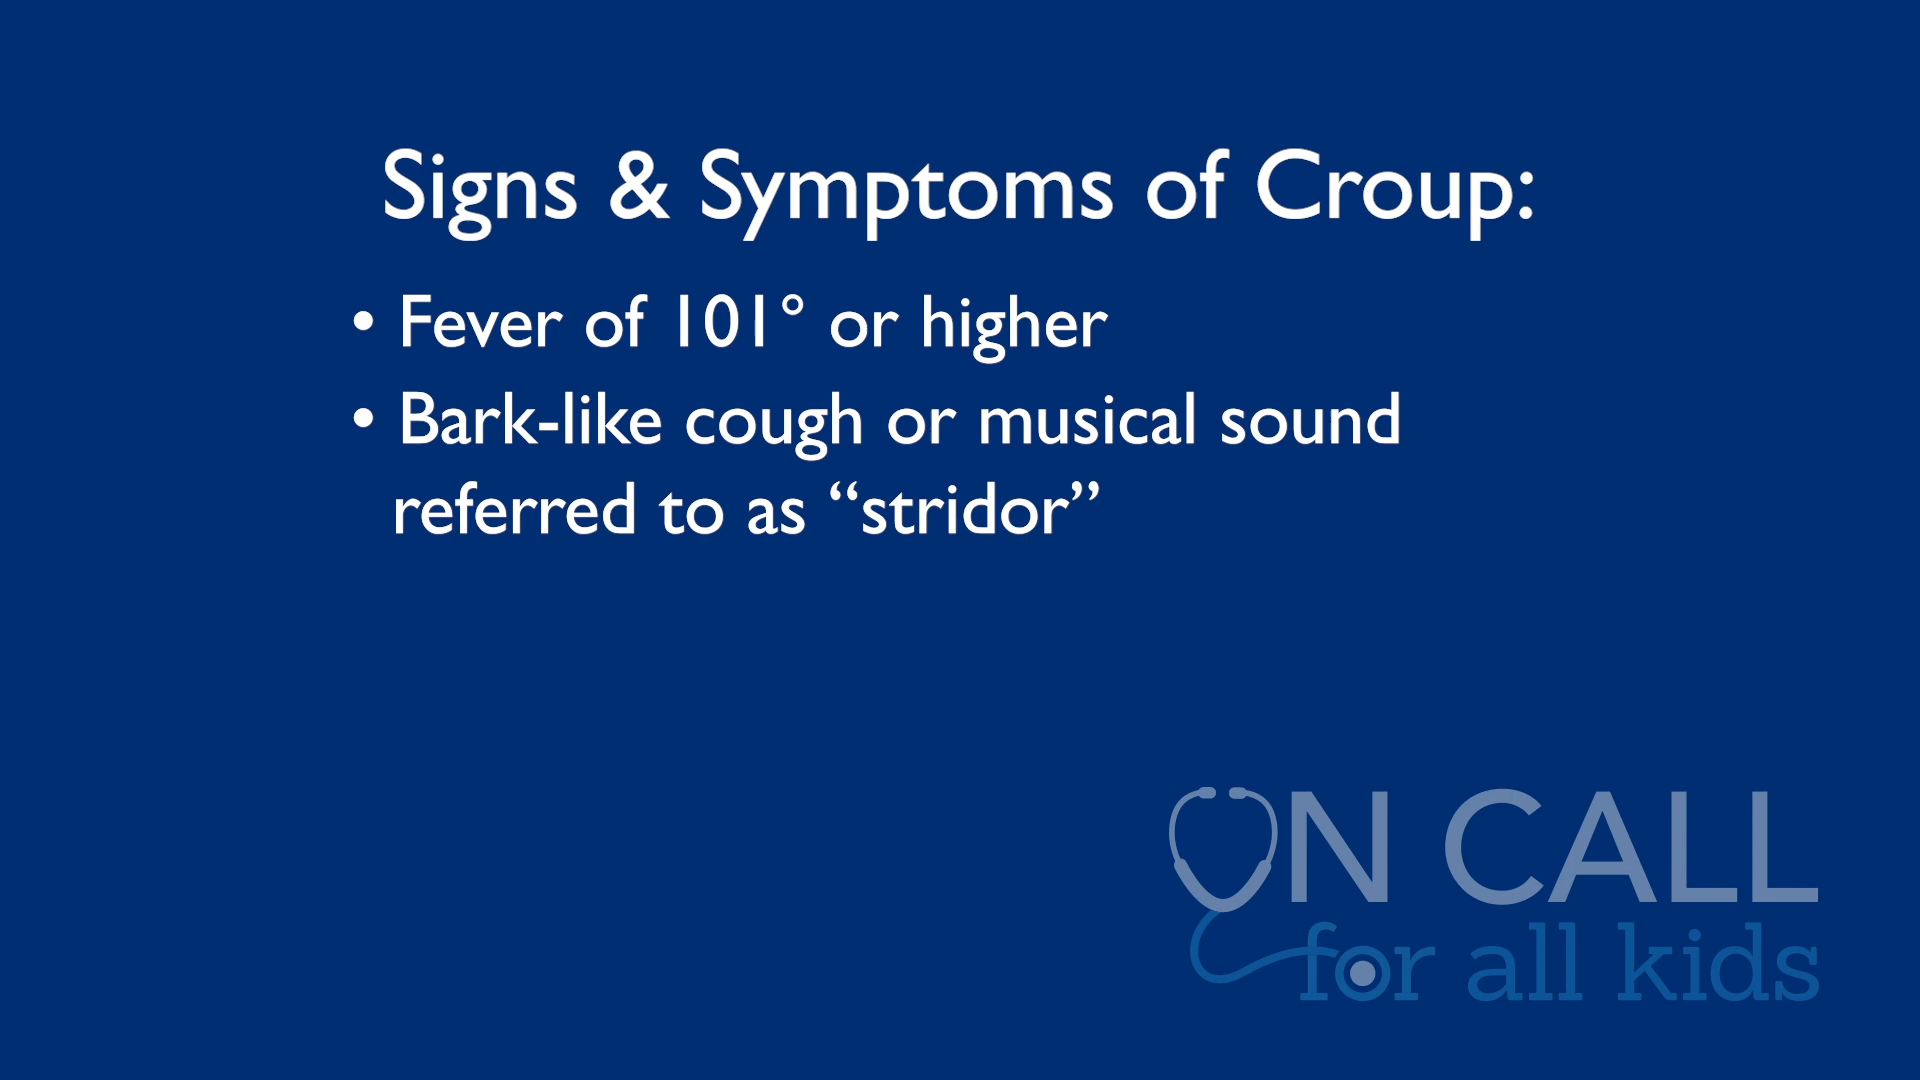 Signs & Symptoms of Croup:
• Fever of 101° or higher
• Bark-like cough or musical sound
referred to as “stridor”
ON CALL
for all kids